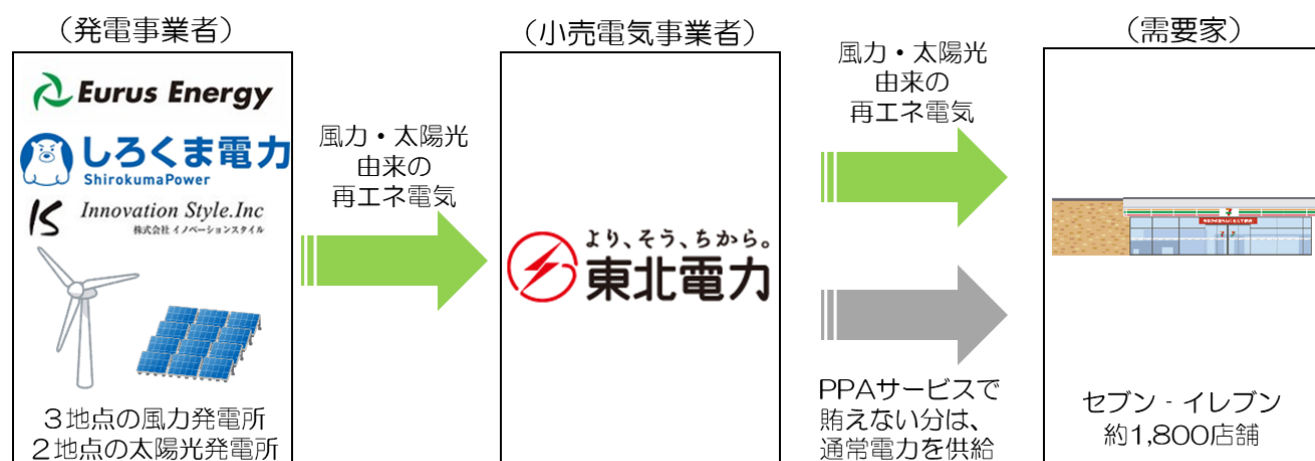 （発電事業者）
Eurus Energy
しろくま電力
ShirokumaPower
Innovation Style.Inc
株式会社 イノベーションスタイル
3地点の風力発電所
2地点の太陽光発電所
風力・太陽光
由来の
再エネ電気
（小売電気事業者）
より、そう、ちから。
東北電力
風力・太陽光
由来の
再エネ電気
PPAサービスで
賄えない分は、
通常電力を供給
（需要家）
セブン‐イレブン
約1,800店舗